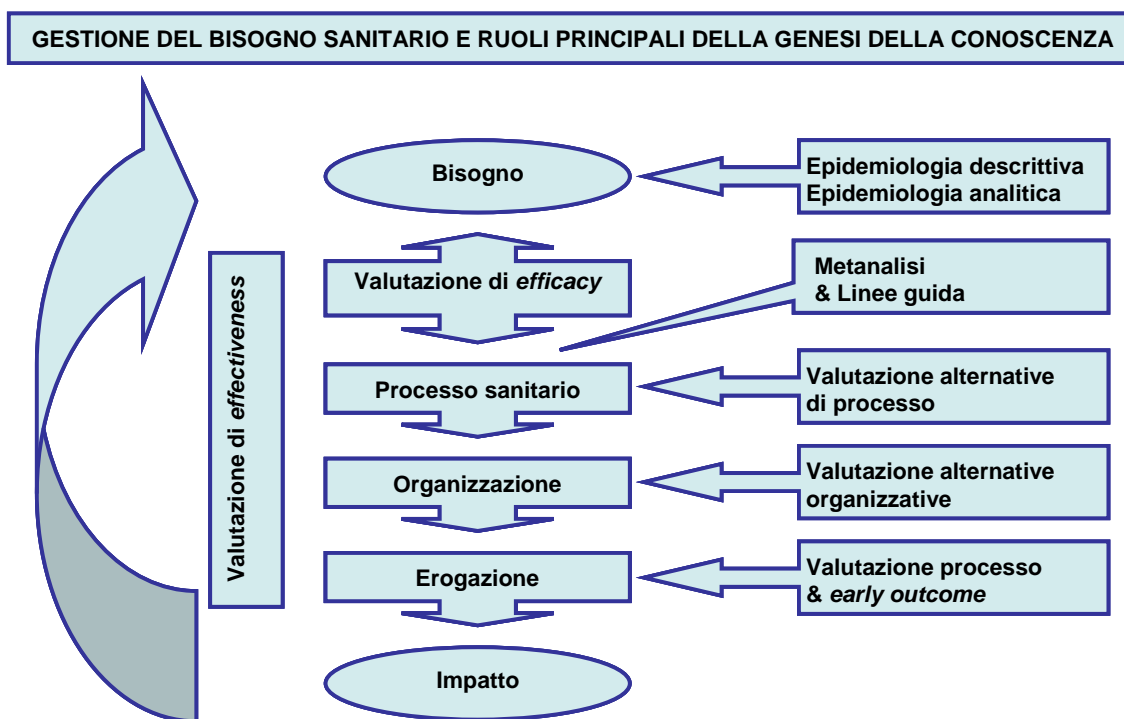 GESTIONE DEL BISOGNO SANITARIO E RUOLI PRINCIPALI DELLA GENESI DELLA CONOSCENZA
Bisogno
Epidemiologia descrittiva
Epidemiologia analitica
Valutazione di efficacy
Metanalisi
& Linee guida
Valutazione di effectiveness
Processo sanitario
Valutazione alternative
di processo
Organizzazione
Valutazione alternative
organizzative
Erogazione
Valutazione processo
& early outcome
Impatto